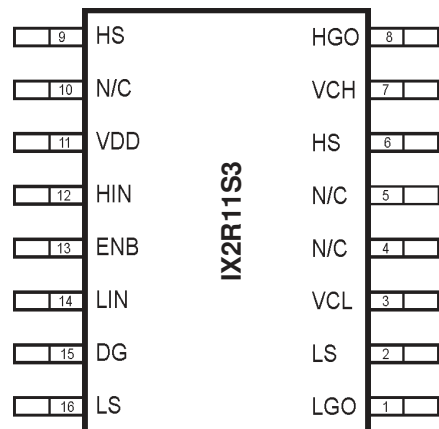 9 HS HGO 8
10 N/C VCH 7
11 VDD HS 6
12 HIN N/C 5
13 ENB N/C 4
14 LIN VCL 3
15 DG LS 2
16 LS LGO 1
IX2R11S3